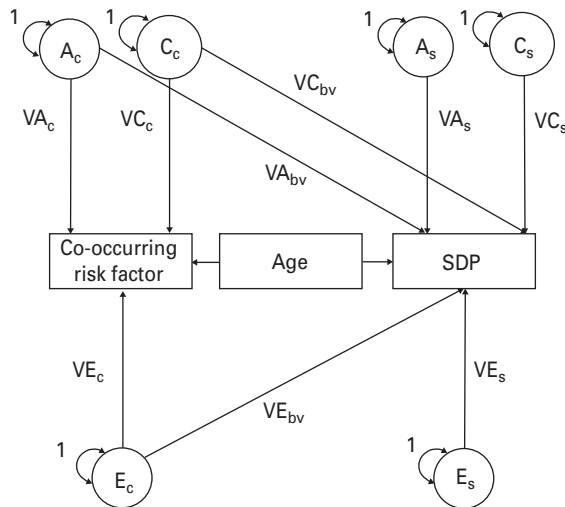 1
1
1
1
A_c
C_c
A_s
C_s
VA_c
VC_c
VC_bv
VA_s
VC_s
VA_bv
Co-occurring
risk factor
Age
SDP
VE_c
VE_bv
VE_s
1
1
E_c
E_s